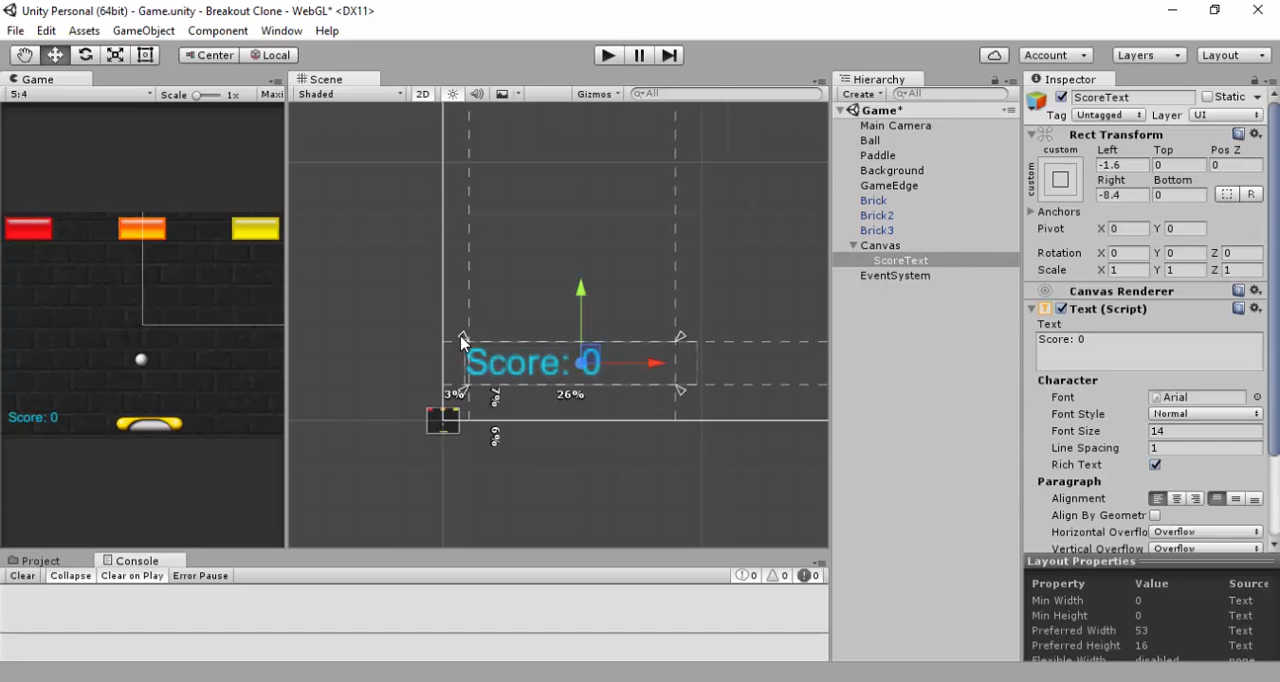 Unity Personal (64bit) - Game.unity - Breakout Clone - WebGL* <DX11>
File Edit Assets GameObject Component Window Help
Center Local Account Layers Layout
Game
5:4 Scale 1x Maxi
Score: 0
Scene
Shaded 2D Gizmos All
Score: 0
3% 7% 26%
6%
Hierarchy
Create All
Game*
Main Camera
Ball
Paddle
Background
GameEdge
Brick
Brick2
Brick3
Canvas
ScoreText
EventSystem
Inspector
ScoreText Static
Tag Untagged Layer UI
Rect Transform
custom Left Top Pos Z
custom -1.6 0 0
Right Bottom
-8.4 0 R
Anchors
Pivot X 0 Y 0
Rotation X 0 Y 0 Z 0
Scale X 1 Y 1 Z 1
Canvas Renderer
Text (Script)
Text
Score: 0
Character
Font Arial
Font Style Normal
Font Size 14
Line Spacing 1
Rich Text
Paragraph
Alignment
Align By Geometr
Horizontal Overflo Overflow
Vertical Overflow Overflow
Layout Properties
Property Value Source
Min Width 0 Text
Min Height 0 Text
Preferred Width 53 Text
Preferred Height 16 Text
Flexible Width disabled
Project Console
Clear Collapse Clear on Play Error Pause 0 0 0